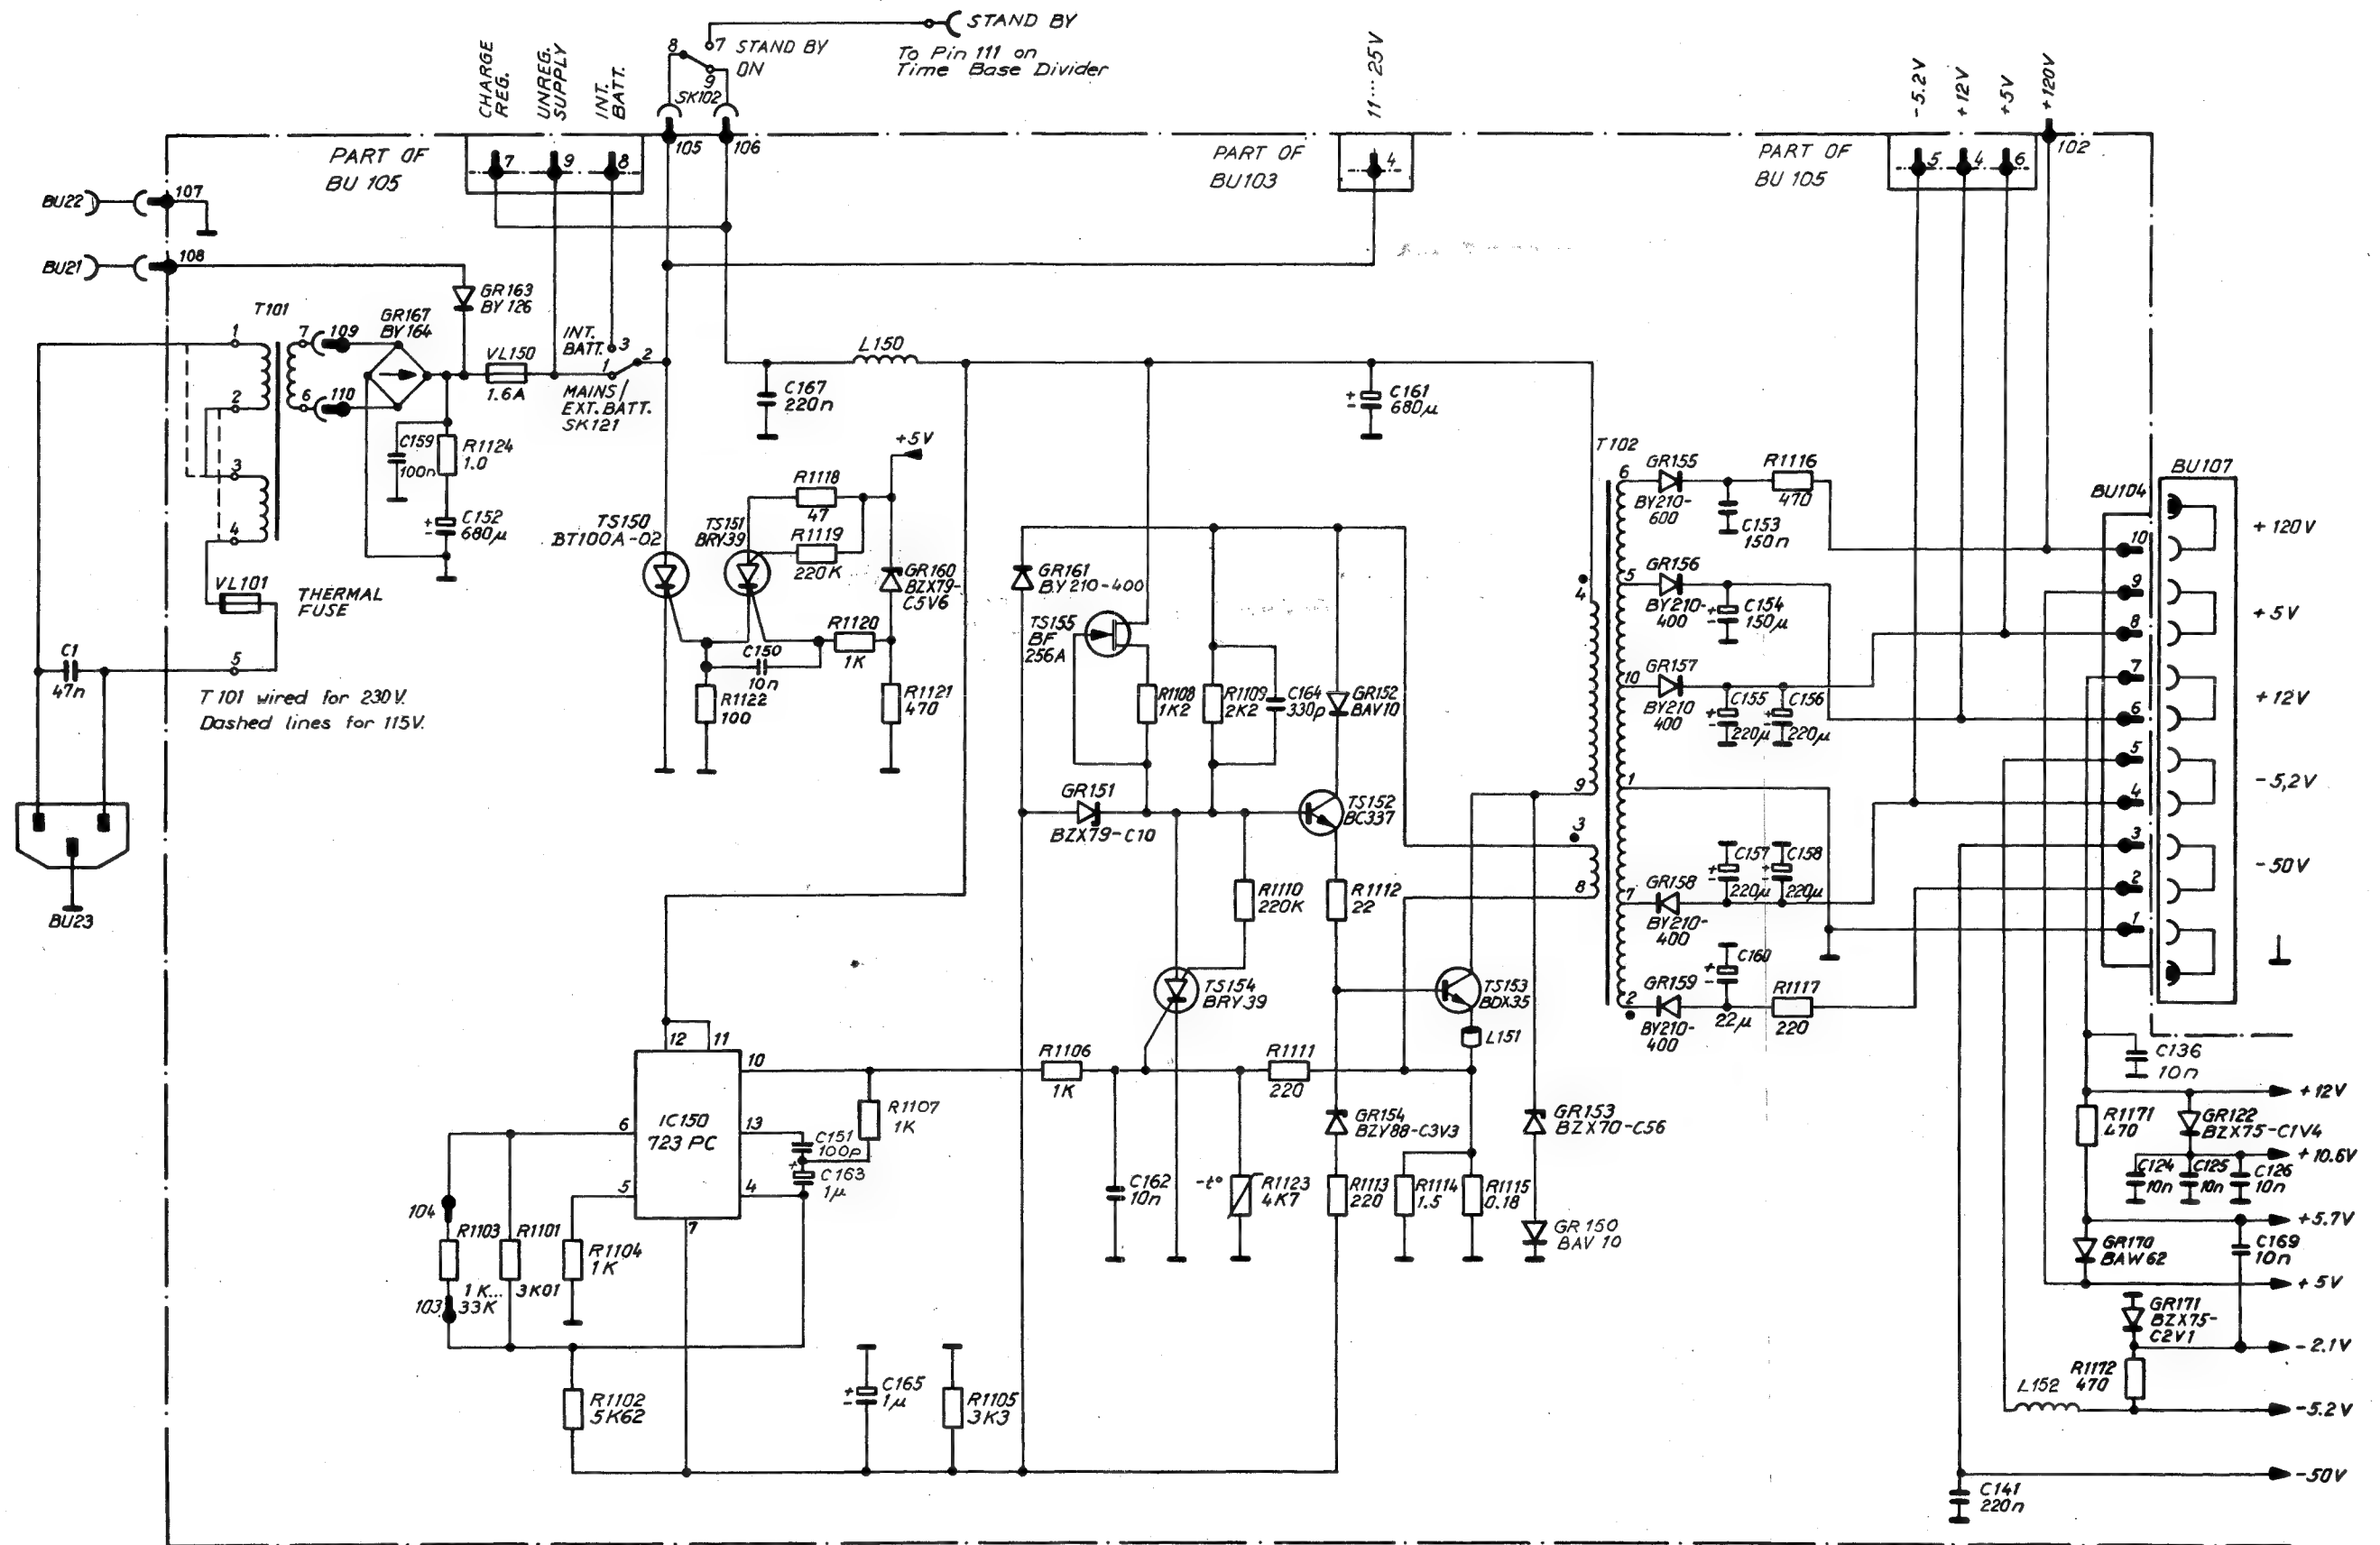 STAND BY
8
7 STAND BY
ON
9
SK102
To Pin 111 on
Time Base Divider
CHARGE
REG.
UNREG.
SUPPLY
INT.
BATT.
11...25V
-5.2V
+12V
+5V
+120V
PART OF
BU 105
7
9
8
105
106
PART OF
BU103
4
PART OF
BU 105
5
4
6
102
BU22
107
BU21
108
GR163
BY 126
T101
1
7
109
GR167
BY 164
VL150
1.6A
INT.
BATT.
3
2
1
MAINS/
EXT. BATT.
SK121
2
6
110
C159
100n
R1124
1.0
3
4
+
-
C152
680µ
VL101
THERMAL
FUSE
C1
47n
5
T 101 wired for 230V.
Dashed lines for 115V.
BU23
L150
C167
220n
+
-
C161
680µ
+5V
R1118
47
R1119
220K
TS150
BT100A-02
TS151
BRY39
GR160
BZX79-
C5V6
R1120
1K
C150
10n
R1122
100
R1121
470
GR161
BY 210-400
TS155
BF
256A
R1108
1K2
R1109
2K2
C164
330p
GR152
BAV10
GR151
BZX79-C10
TS152
BC337
R1110
220K
R1112
22
TS154
BRY39
TS153
BDX35
L151
T102
4
9
3
8
6
5
10
1
7
2
GR155
BY210-
600
R1116
470
C153
150n
GR156
BY210-
400
+
-
C154
150µ
GR157
BY210
400
+
-
C155
220µ
+
-
C156
220µ
GR158
BY210-
400
+
-
C157
220µ
+
-
C158
220µ
GR159
BY210-
400
+
-
C160
22µ
R1117
220
BU104
BU107
10
9
8
7
6
5
4
3
2
1
+120V
+5V
+12V
-5,2V
-50V
12
11
10
IC150
723 PC
6
13
5
4
7
R1107
1K
C151
100p
+
C163
1µ
R1106
1K
C162
10n
-t°
R1123
4K7
R1111
220
GR154
BZY88-C3V3
R1113
220
R1114
1.5
R1115
0.18
GR153
BZX70-C56
GR 150
BAV 10
104
103
R1103
1K...
33K
R1101
3K01
R1104
1K
R1102
5K62
+
-
C165
1µ
R1105
3K3
C136
10n
+12V
R1171
470
GR122
BZX75-C1V4
+10.6V
C124
10n
C125
10n
C126
10n
+5.7V
GR170
BAW62
C169
10n
+5V
GR171
BZX75-
C2V1
-2.1V
R1172
470
L152
-5.2V
-50V
C141
220n